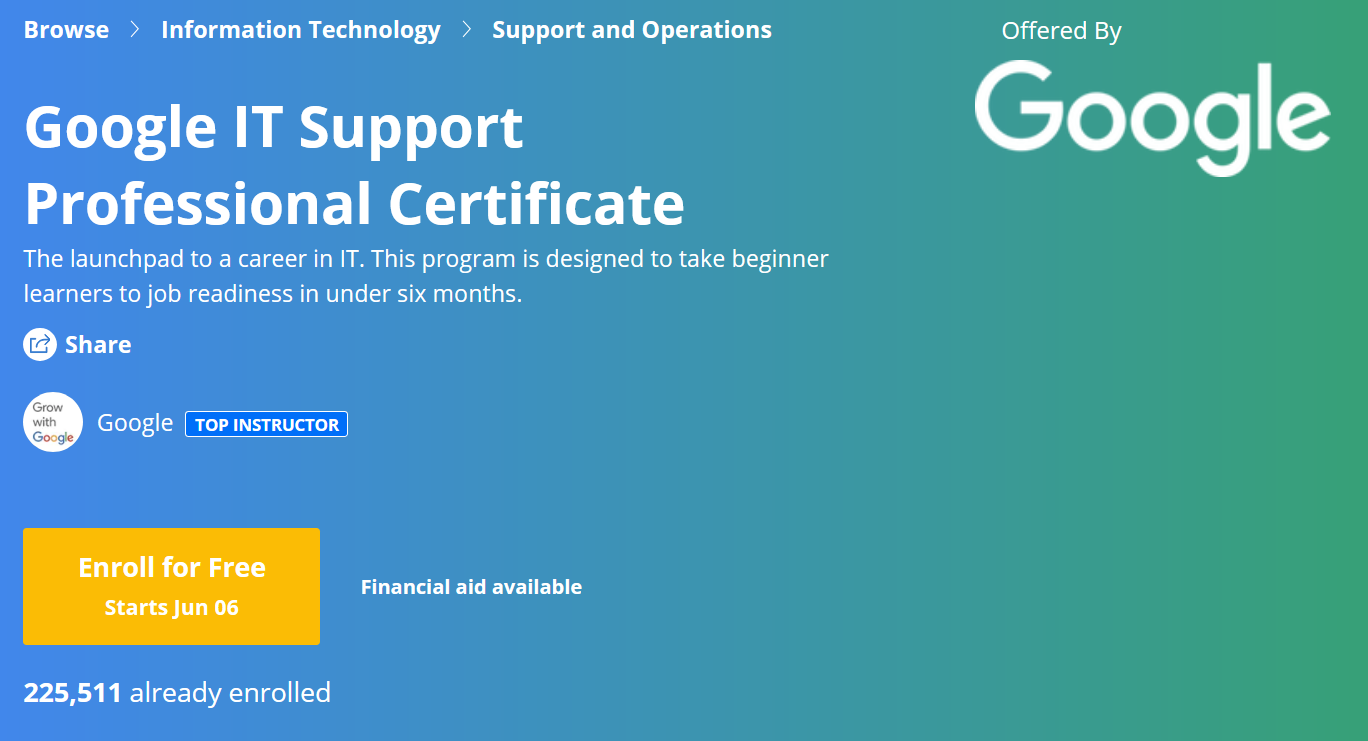 Browse > Information Technology > Support and Operations
Offered By
Google
Google IT Support
Professional Certificate
The launchpad to a career in IT. This program is designed to take beginner
learners to job readiness in under six months.
Share
Grow
with
Google
Google TOP INSTRUCTOR
Enroll for Free
Starts Jun 06
Financial aid available
225,511 already enrolled